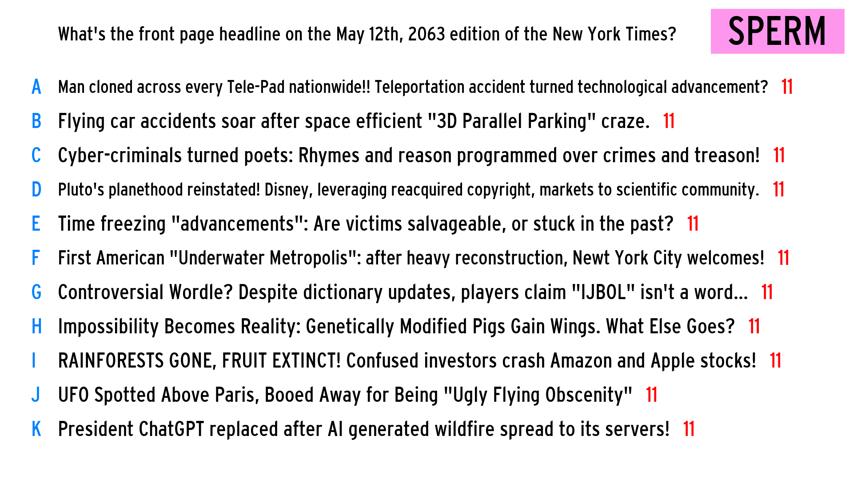 What's the front page headline on the May 12th, 2063 edition of the New York Times?
SPERM
A Man cloned across every Tele-Pad nationwide!! Teleportation accident turned technological advancement? 11
B Flying car accidents soar after space efficient "3D Parallel Parking" craze. 11
C Cyber-criminals turned poets: Rhymes and reason programmed over crimes and treason! 11
D Pluto's planethood reinstated! Disney, leveraging reacquired copyright, markets to scientific community. 11
E Time freezing "advancements": Are victims salvageable, or stuck in the past? 11
F First American "Underwater Metropolis": after heavy reconstruction, Newt York City welcomes! 11
G Controversial Wordle? Despite dictionary updates, players claim "IJBOL" isn't a word... 11
H Impossibility Becomes Reality: Genetically Modified Pigs Gain Wings. What Else Goes? 11
I RAINFORESTS GONE, FRUIT EXTINCT! Confused investors crash Amazon and Apple stocks! 11
J UFO Spotted Above Paris, Booed Away for Being "Ugly Flying Obscenity" 11
K President ChatGPT replaced after AI generated wildfire spread to its servers! 11